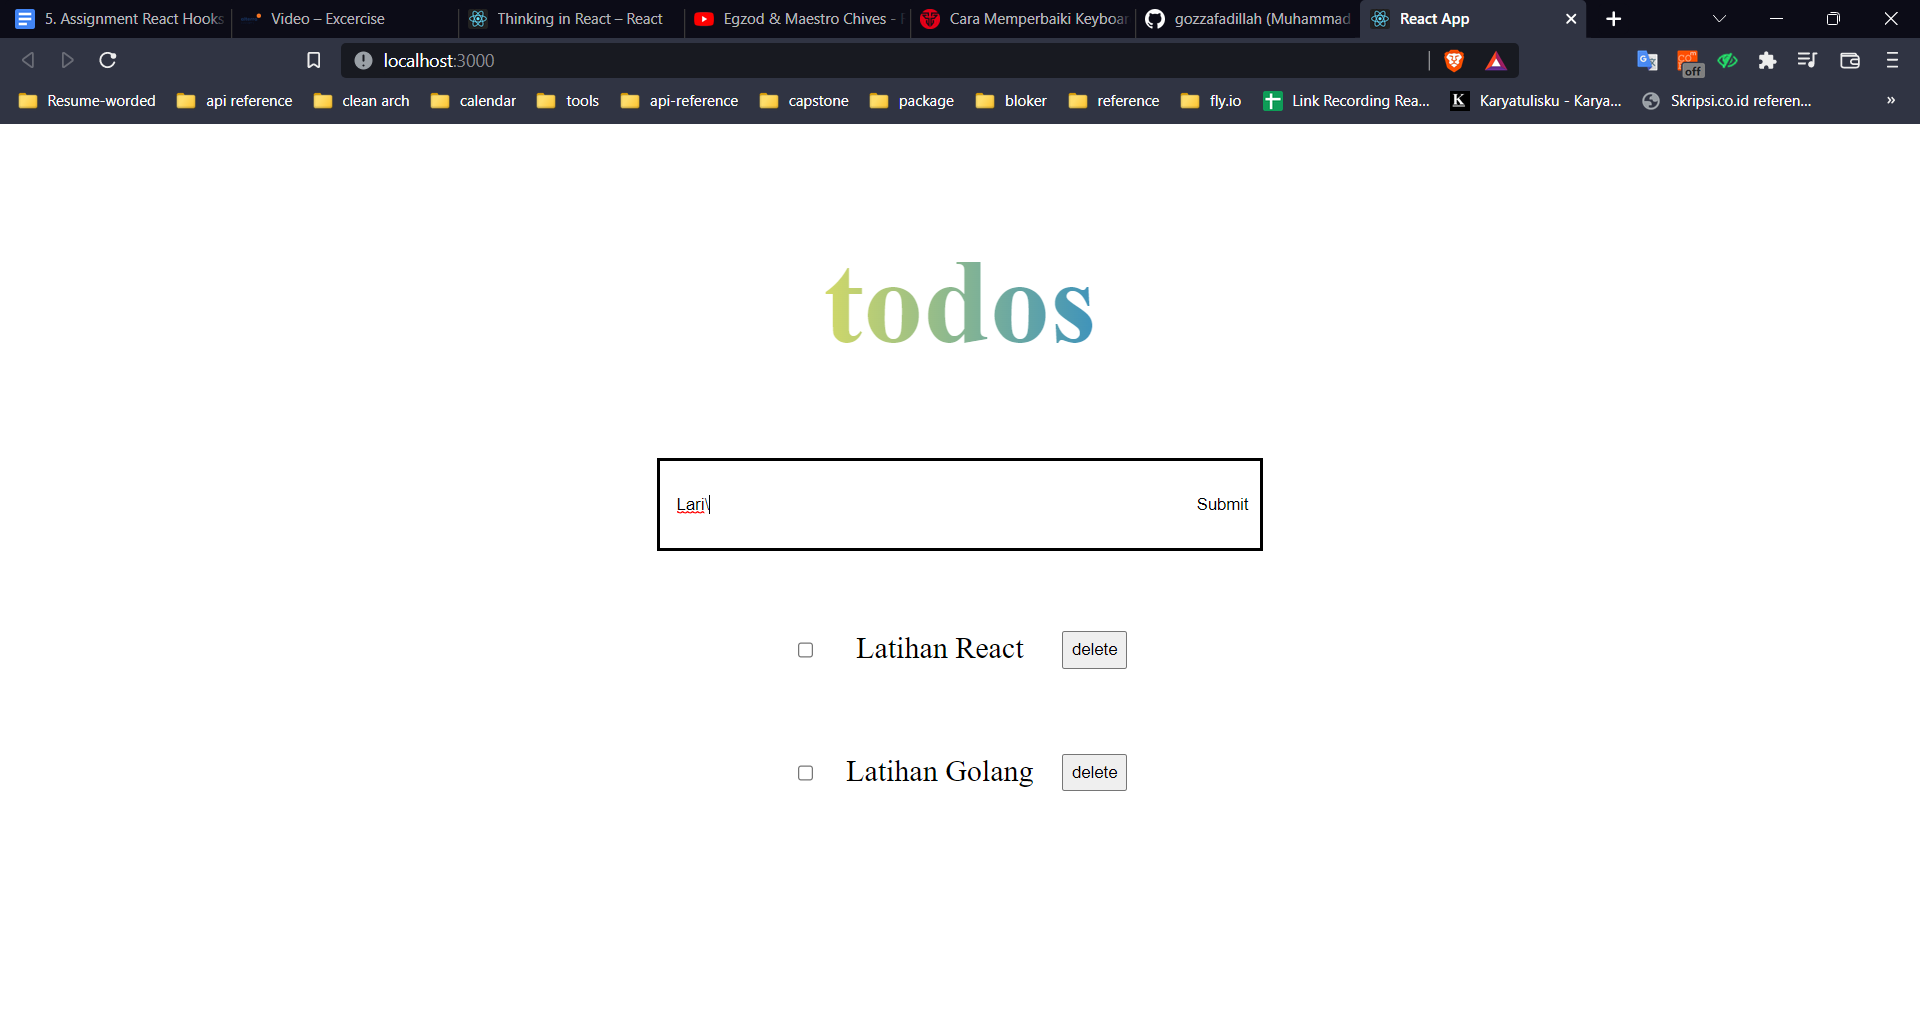 5. Assignment React Hooks
Video – Excercise
Thinking in React – React
Egzod & Maestro Chives -
Cara Memperbaiki Keyboar
gozzafadillah (Muhammad
React App
localhost:3000
off
Resume-worded
api reference
clean arch
calendar
tools
api-reference
capstone
package
bloker
reference
fly.io
Link Recording Rea...
K
Karyatulisku - Karya...
Skripsi.co.id referen...
»
todos
Lari\
Submit
Latihan React
delete
Latihan Golang
delete